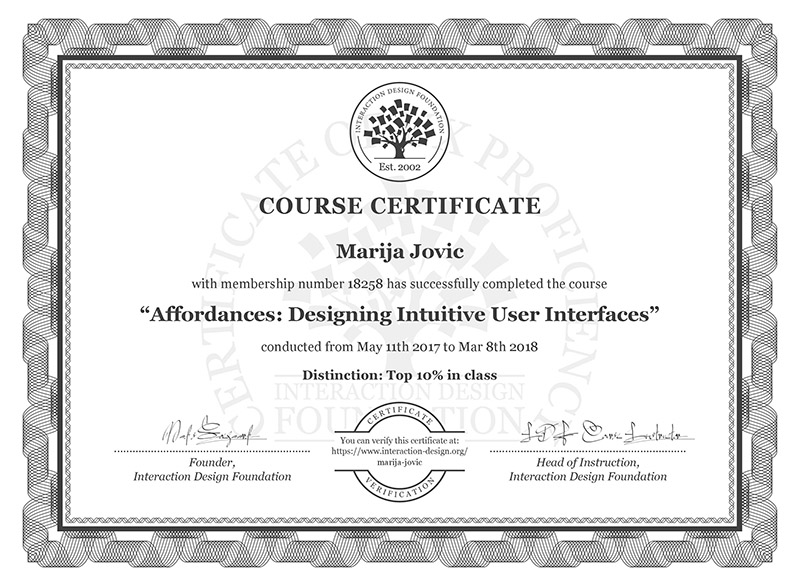 INTERACTION DESIGN FOUNDATION
Est. 2002
CERTIFICATE OF UX PROFICIENCY
COURSE CERTIFICATE
Marija Jovic
with membership number 18258 has successfully completed the course
“Affordances: Designing Intuitive User Interfaces”
conducted from May 11th 2017 to Mar 8th 2018
Distinction: Top 10% in class
INTERACTION DESIGN
FOUNDATION
CERTIFICATE
You can verify this certificate at:
https://www.interaction-design.org/
marija-jovic
VERIFICATION
Founder,
Interaction Design Foundation
Head of Instruction,
Interaction Design Foundation